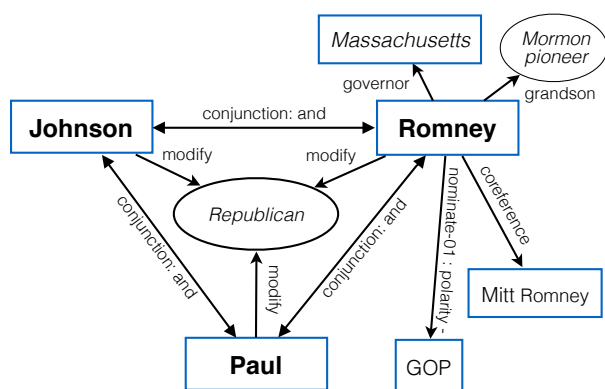 Massachusetts
Mormon
pioneer
governor
grandson
Johnson
conjunction: and
Romney
modify
modify
Republican
conjunction: and
conjunction: and
modify
nominate-01 : polarity -
coreference
Mitt Romney
Paul
GOP